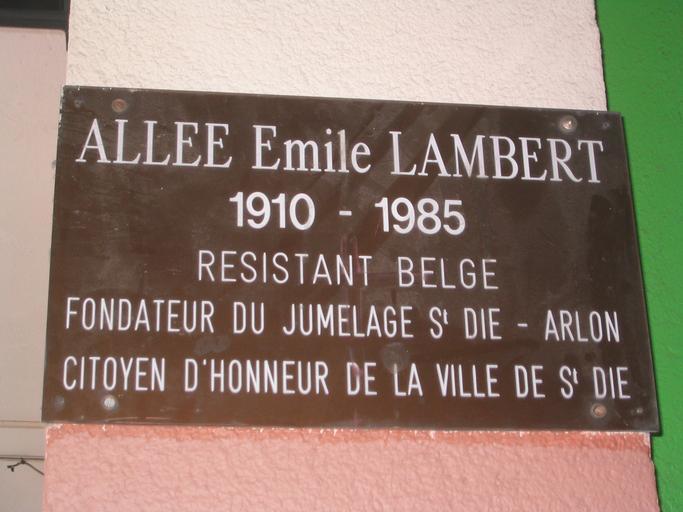 ALLEE Emile LAMBERT
1910 - 1985
RESISTANT BELGE
FONDATEUR DU JUMELAGE St DIE - ARLON
CITOYEN D'HONNEUR DE LA VILLE DE St DIE